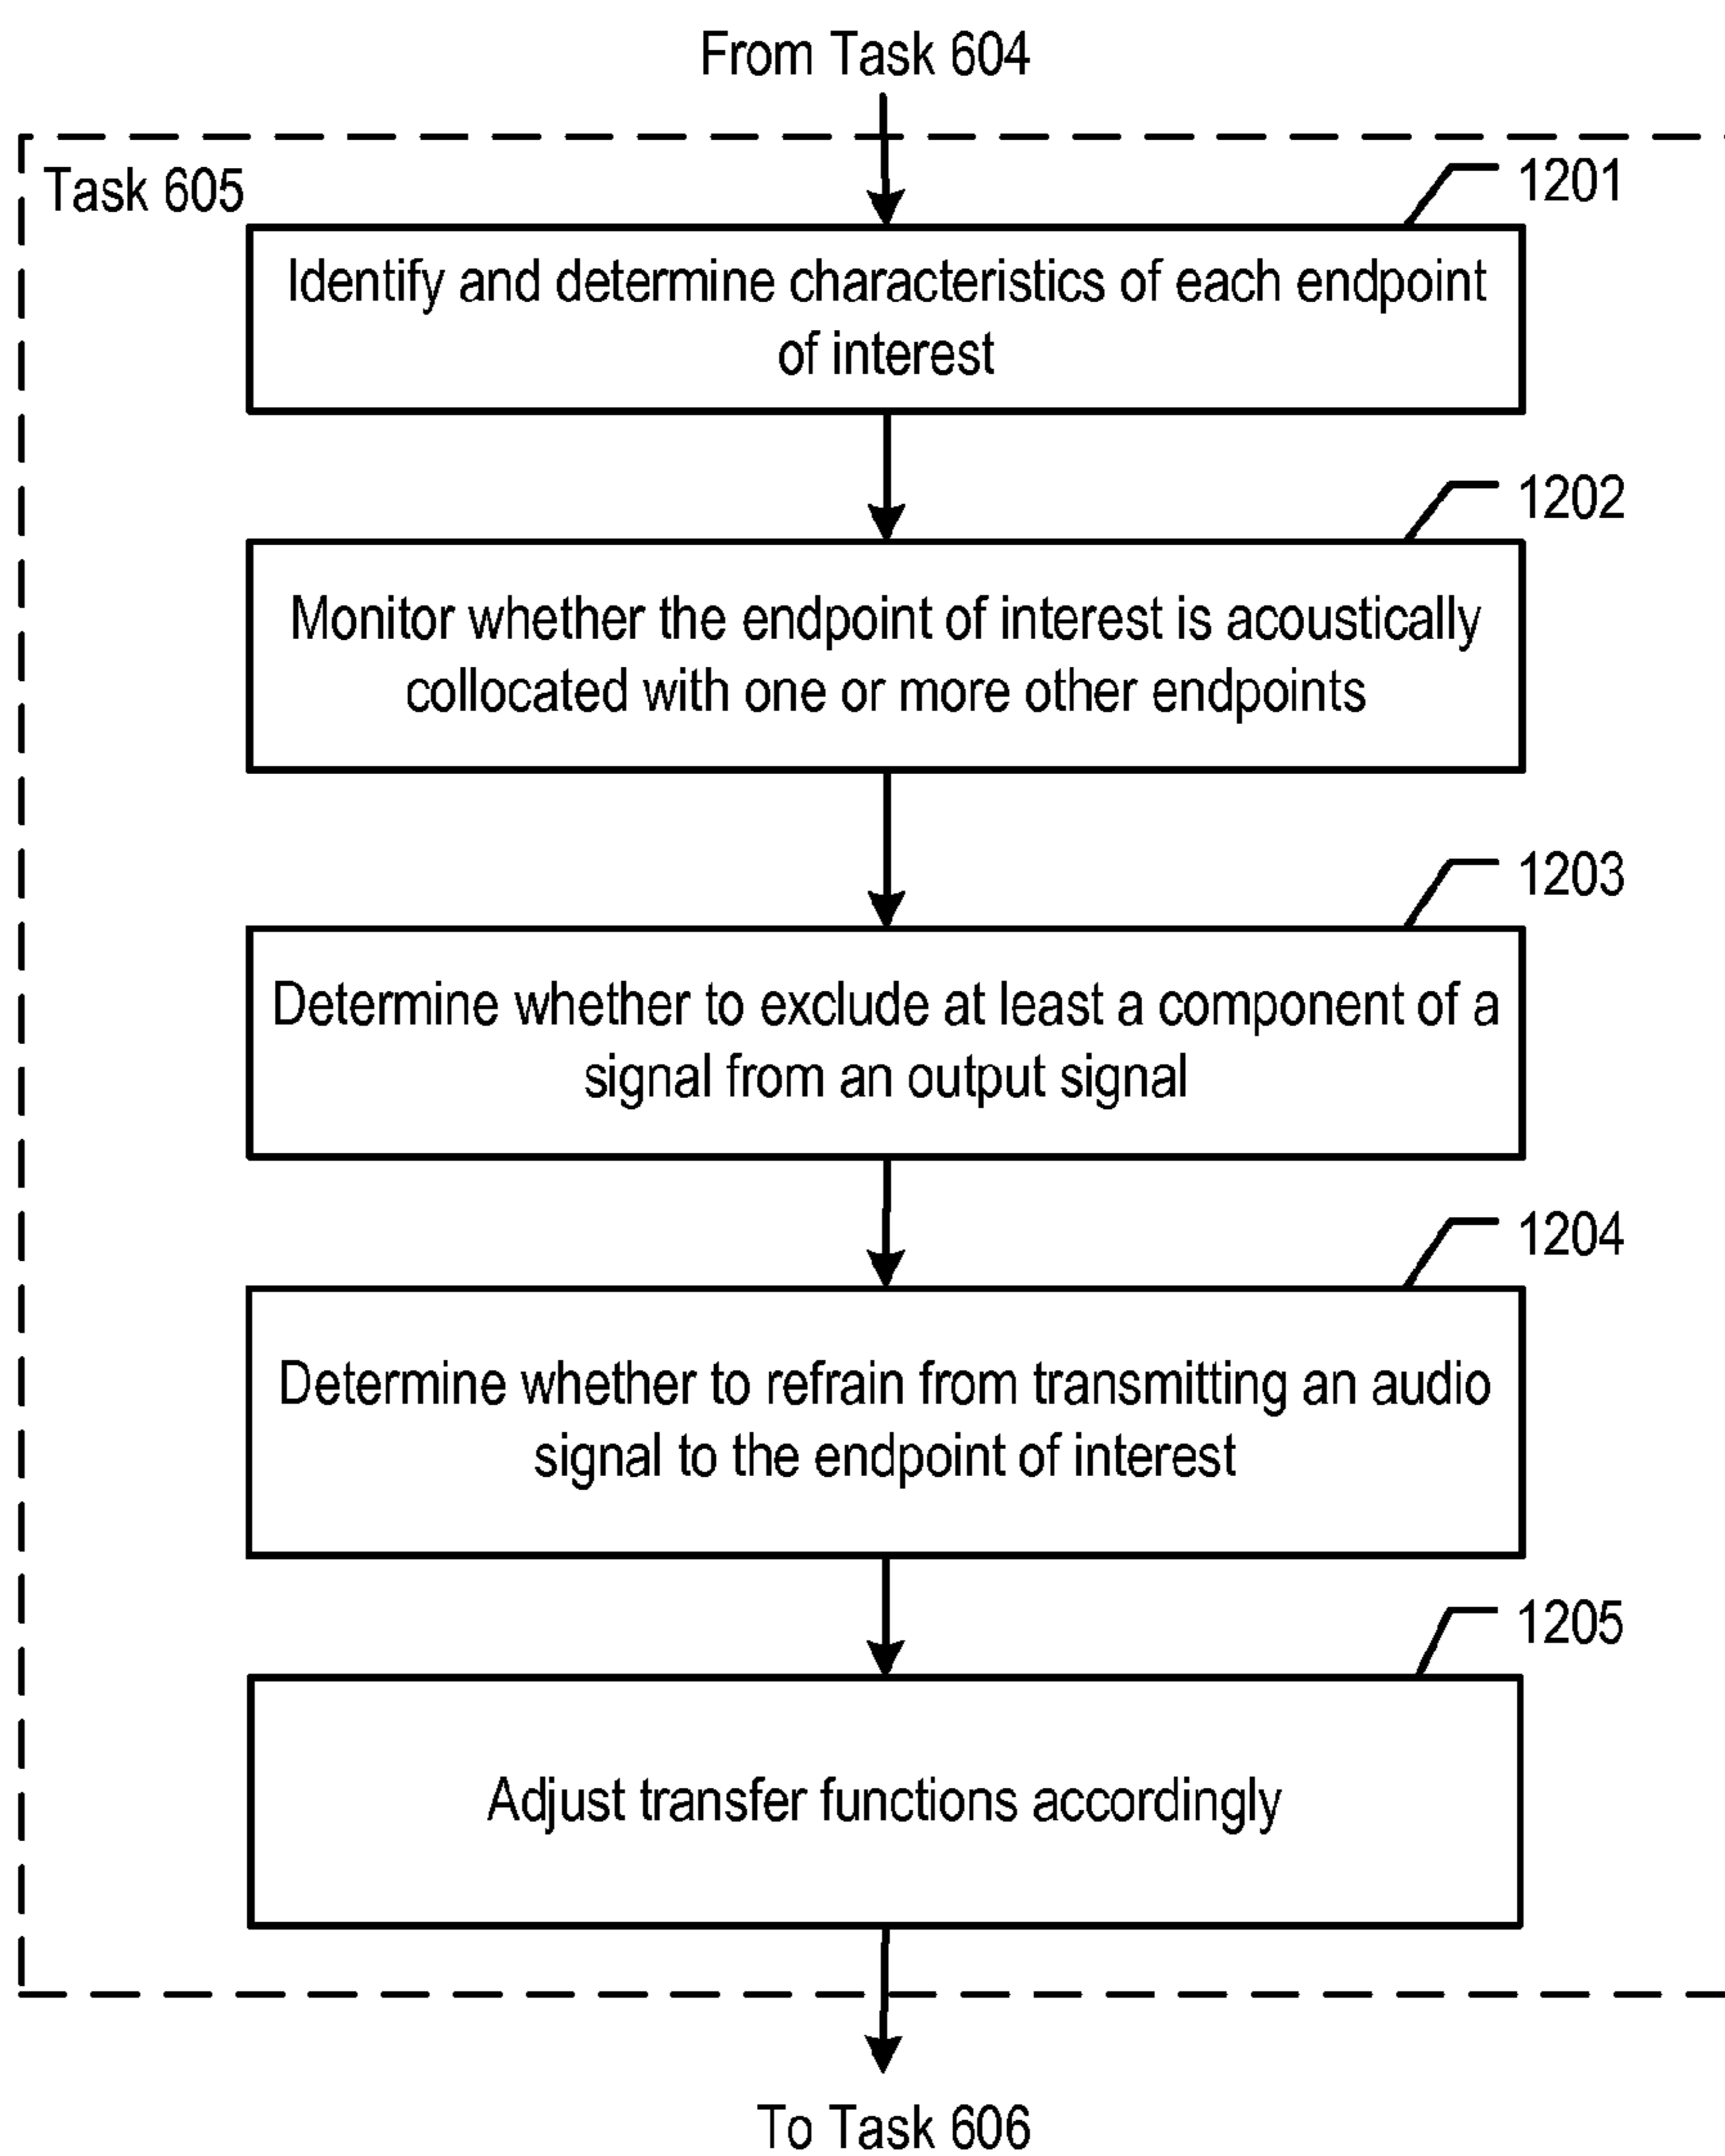 From Task 604
Task 605
1201
Identify and determine characteristics of each endpoint
of interest
1202
Monitor whether the endpoint of interest is acoustically
collocated with one or more other endpoints
1203
Determine whether to exclude at least a component of a
signal from an output signal
1204
Determine whether to refrain from transmitting an audio
signal to the endpoint of interest
1205
Adjust transfer functions accordingly
To Task 606